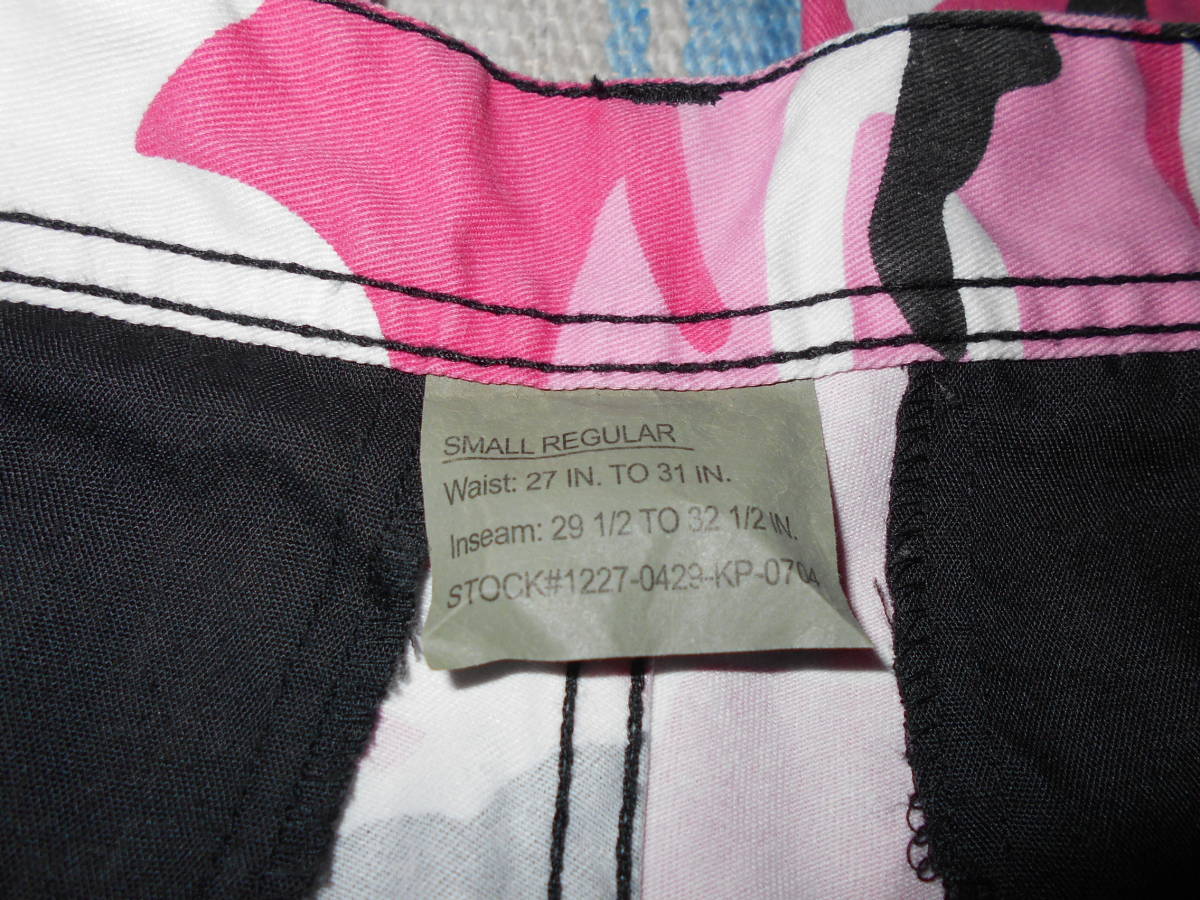 SMALL REGULAR
Waist: 27 IN. TO 31 IN.
Inseam: 29 1/2 TO 32 1/2 IN.
STOCK#1227-0429-KP-0704